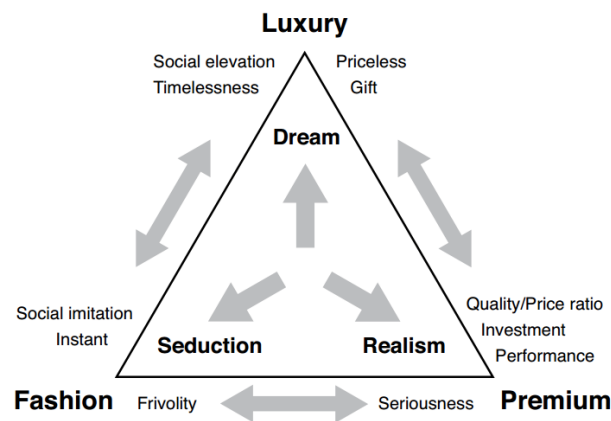 Luxury
Social elevation
Timelessness
Priceless
Gift
Dream
Social imitation
Instant
Quality/Price ratio
Investment
Performance
Seduction
Realism
Fashion
Frivolity
Seriousness
Premium